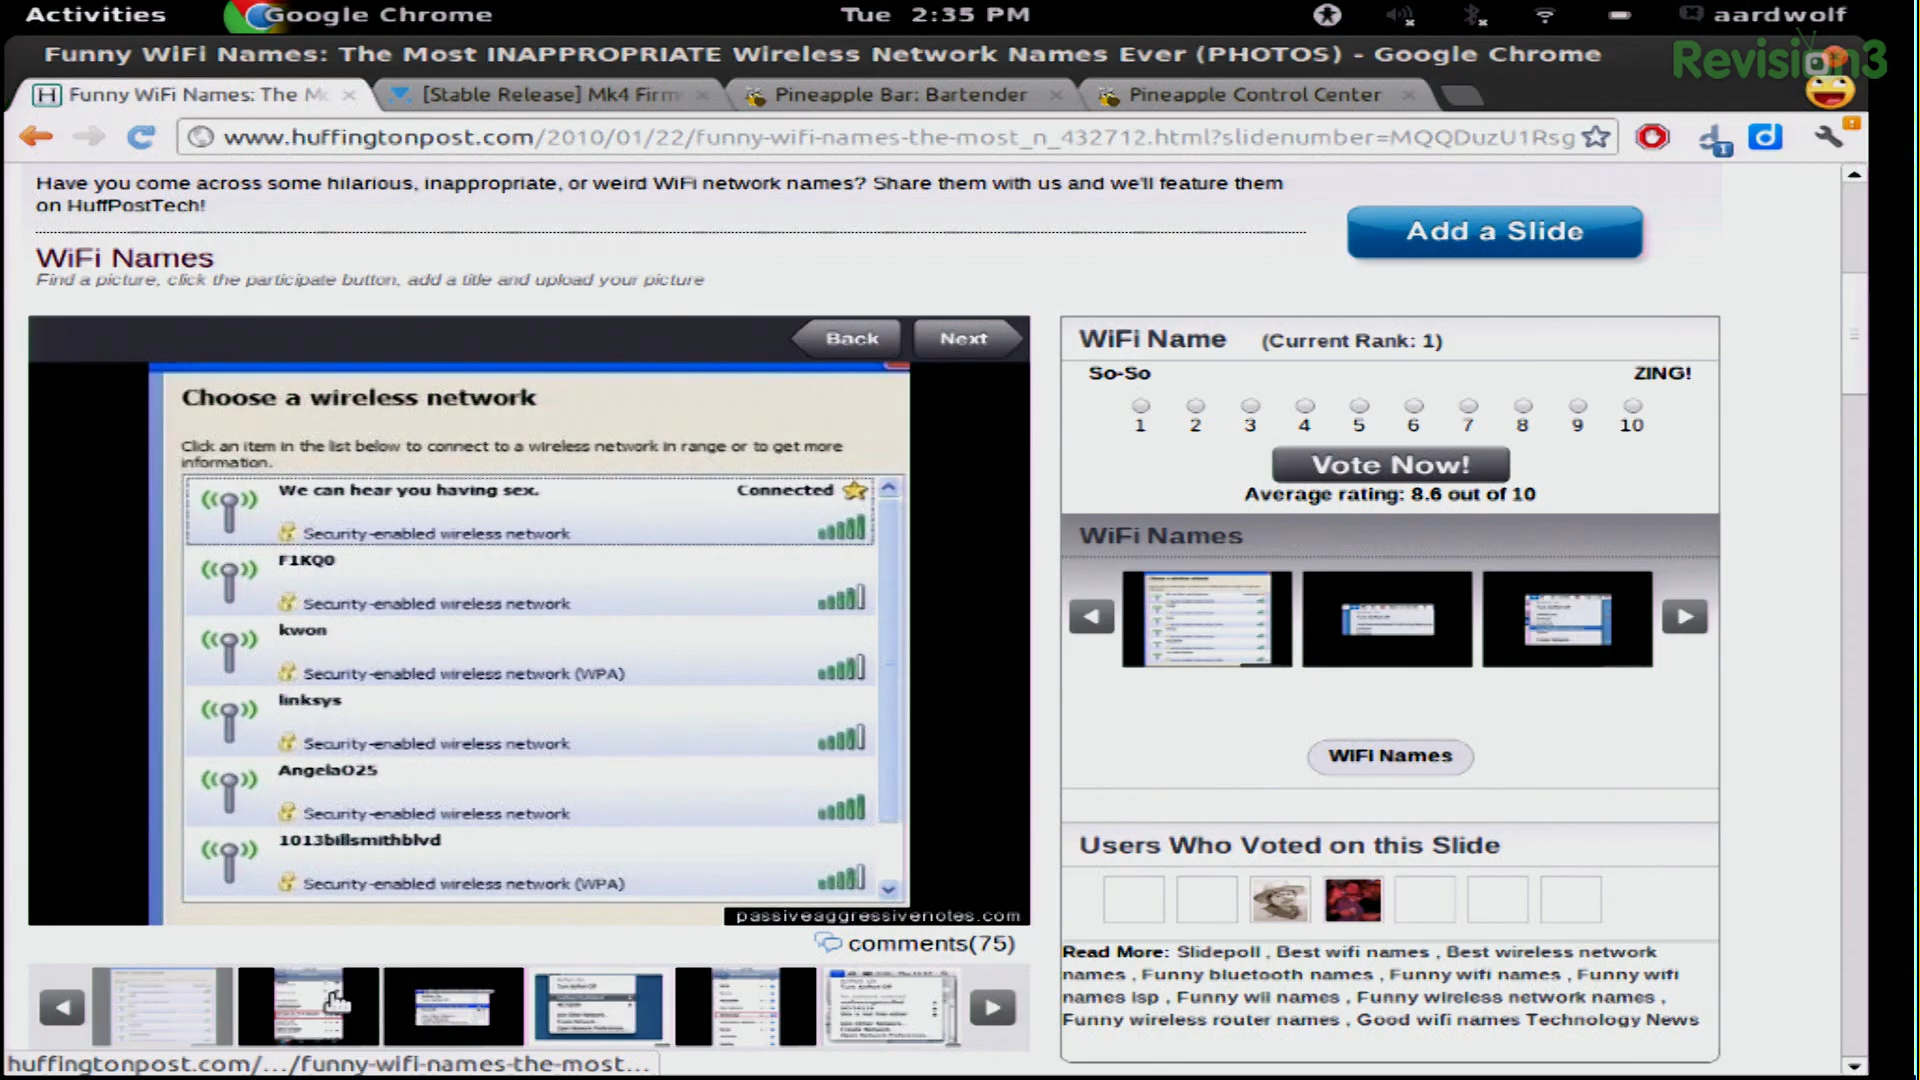 Activities Google Chrome Tue 2:35 PM aardwolf
Funny WiFi Names: The Most INAPPROPRIATE Wireless Network Names Ever (PHOTOS) - Google Chrome
Revision3
Funny WiFi Names: The Mo [Stable Release] Mk4 Firm Pineapple Bar: Bartender Pineapple Control Center
www.huffingtonpost.com/2010/01/22/funny-wifi-names-the-most_n_432712.html?slidenumber=MQQDuzU1Rsg
Have you come across some hilarious, inappropriate, or weird WiFi network names? Share them with us and we'll feature them
on HuffPostTech!
Add a Slide
WiFi Names
Find a picture, click the participate button, add a title and upload your picture
Back Next
Choose a wireless network
Click an item in the list below to connect to a wireless network in range or to get more
information.
We can hear you having sex. Connected
Security-enabled wireless network
F1KQ0
Security-enabled wireless network
kwon
Security-enabled wireless network (WPA)
linksys
Security-enabled wireless network
Angela025
Security-enabled wireless network
1013billsmithblvd
Security-enabled wireless network (WPA)
passiveaggressivenotes.com
comments(75)
WiFi Name (Current Rank: 1)
So-So ZING!
1 2 3 4 5 6 7 8 9 10
Vote Now!
Average rating: 8.6 out of 10
WiFi Names
WiFi Names
Users Who Voted on this Slide
Read More: Slidepoll , Best wifi names , Best wireless network
names , Funny bluetooth names , Funny wifi names , Funny wifi
names isp , Funny wii names , Funny wireless network names ,
Funny wireless router names , Good wifi names Technology News
huffingtonpost.com/.../funny-wifi-names-the-most...